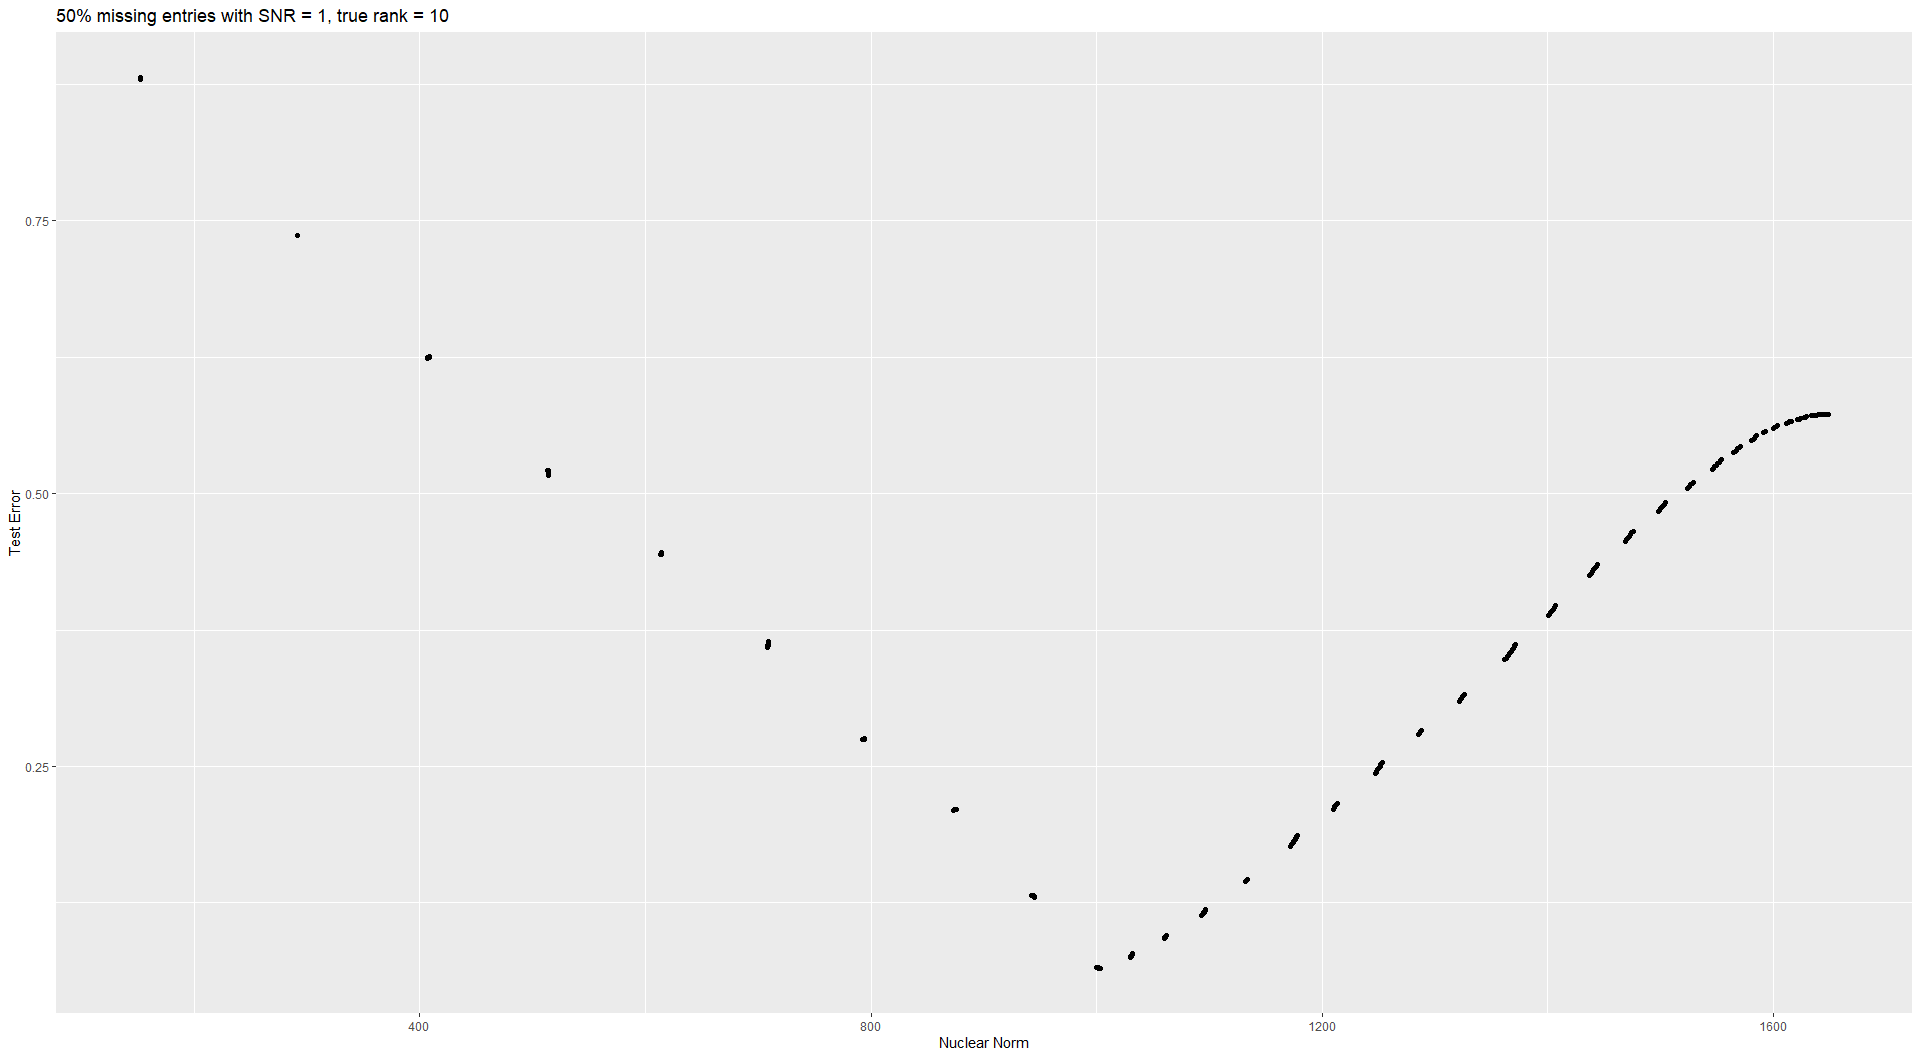 50% missing entries with SNR = 1, true rank = 10
Test Error
0.75
0.50
0.25
400
800
1200
1600
Nuclear Norm